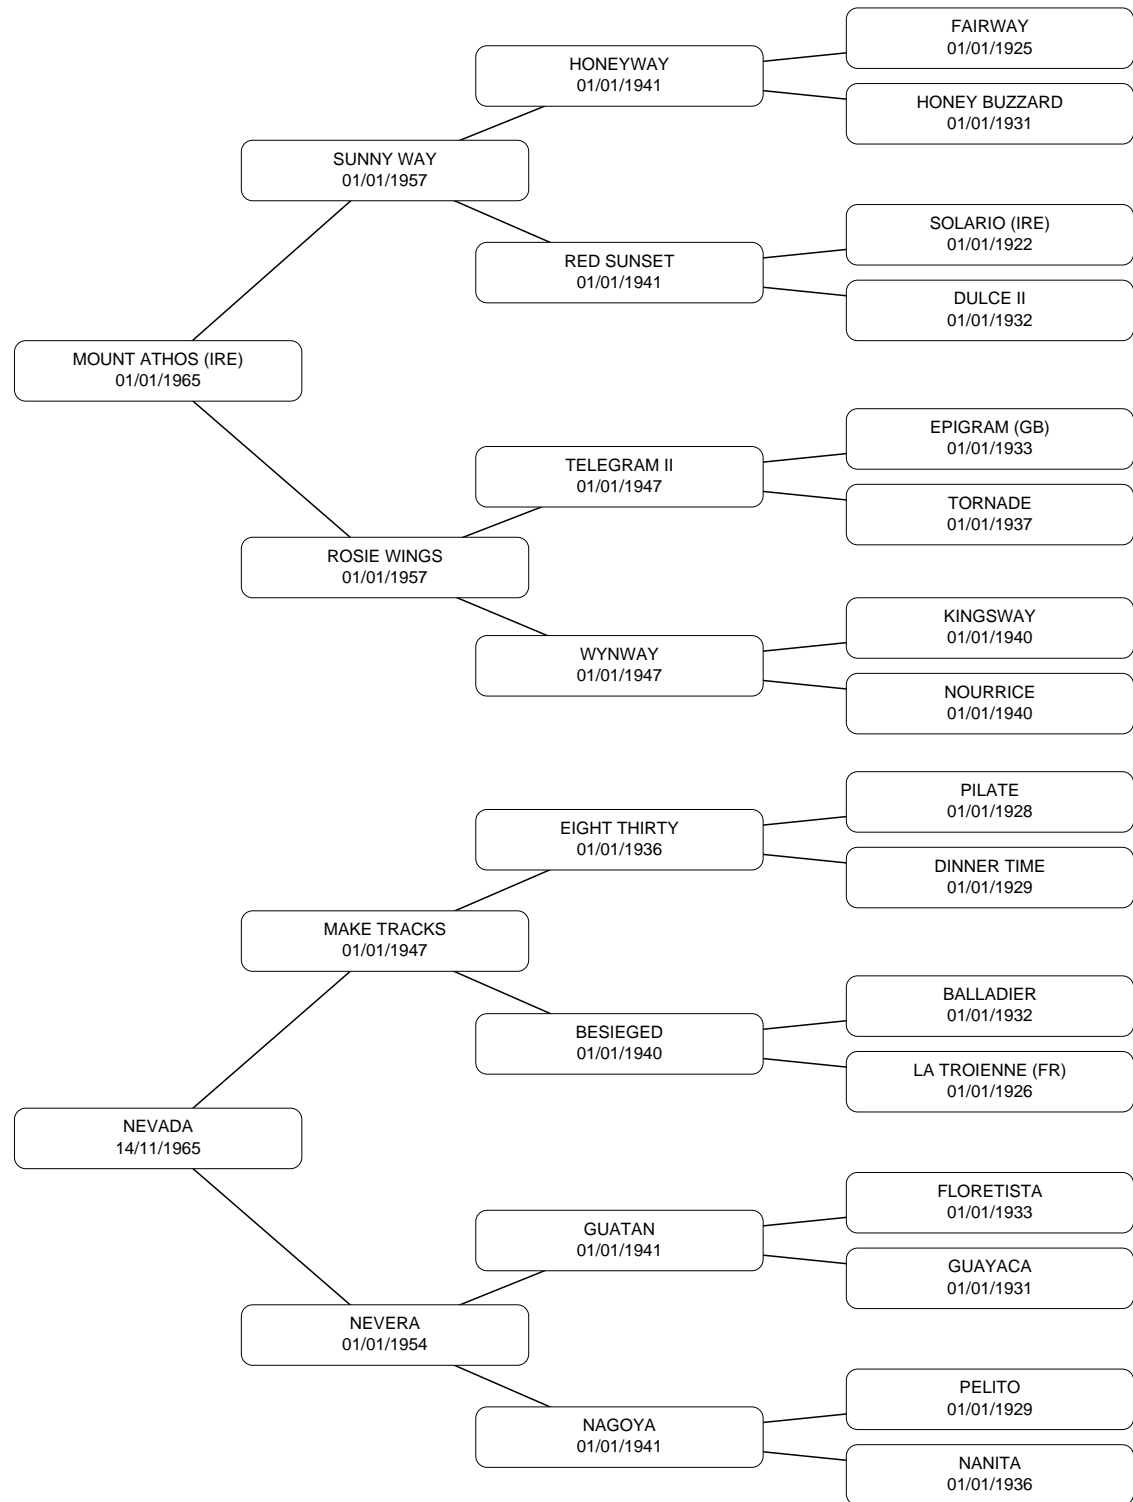 FAIRWAY
01/01/1925
HONEYWAY
01/01/1941
HONEY BUZZARD
01/01/1931
SUNNY WAY
01/01/1957
SOLARIO (IRE)
01/01/1922
RED SUNSET
01/01/1941
DULCE II
01/01/1932
MOUNT ATHOS (IRE)
01/01/1965
EPIGRAM (GB)
01/01/1933
TELEGRAM II
01/01/1947
TORNADE
01/01/1937
ROSIE WINGS
01/01/1957
KINGSWAY
01/01/1940
WYNWAY
01/01/1947
NOURRICE
01/01/1940
PILATE
01/01/1928
EIGHT THIRTY
01/01/1936
DINNER TIME
01/01/1929
MAKE TRACKS
01/01/1947
BALLADIER
01/01/1932
BESIEGED
01/01/1940
LA TROIENNE (FR)
01/01/1926
NEVADA
14/11/1965
FLORETISTA
01/01/1933
GUATAN
01/01/1941
GUAYACA
01/01/1931
NEVERA
01/01/1954
PELITO
01/01/1929
NAGOYA
01/01/1941
NANITA
01/01/1936